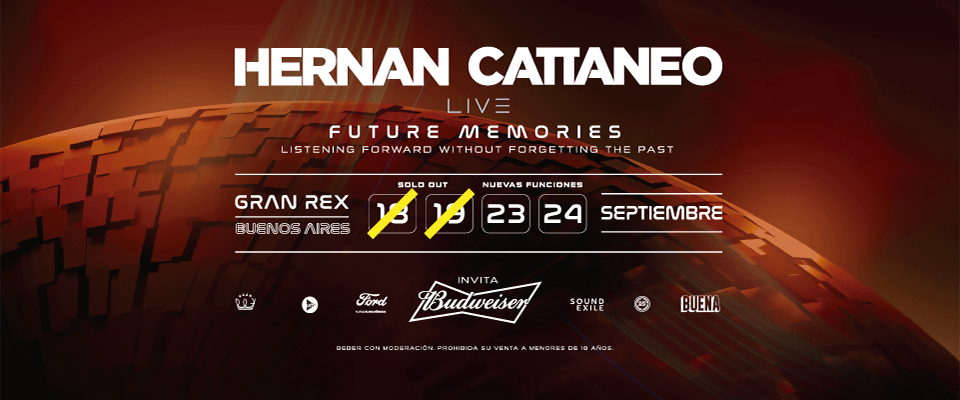 HERNAN CATTANEO
LIVE
FUTURE MEMORIES
LISTENING FORWARD WITHOUT FORGETTING THE PAST
SOLD OUT NUEVAS FUNCIONES
GRAN REX
BUENOS AIRES
18 19 23 24 SEPTIEMBRE
INVITA
Ford Budweiser SOUND EXILE BUENA
BEBER CON MODERACIÓN. PROHIBIDA SU VENTA A MENORES DE 18 AÑOS.